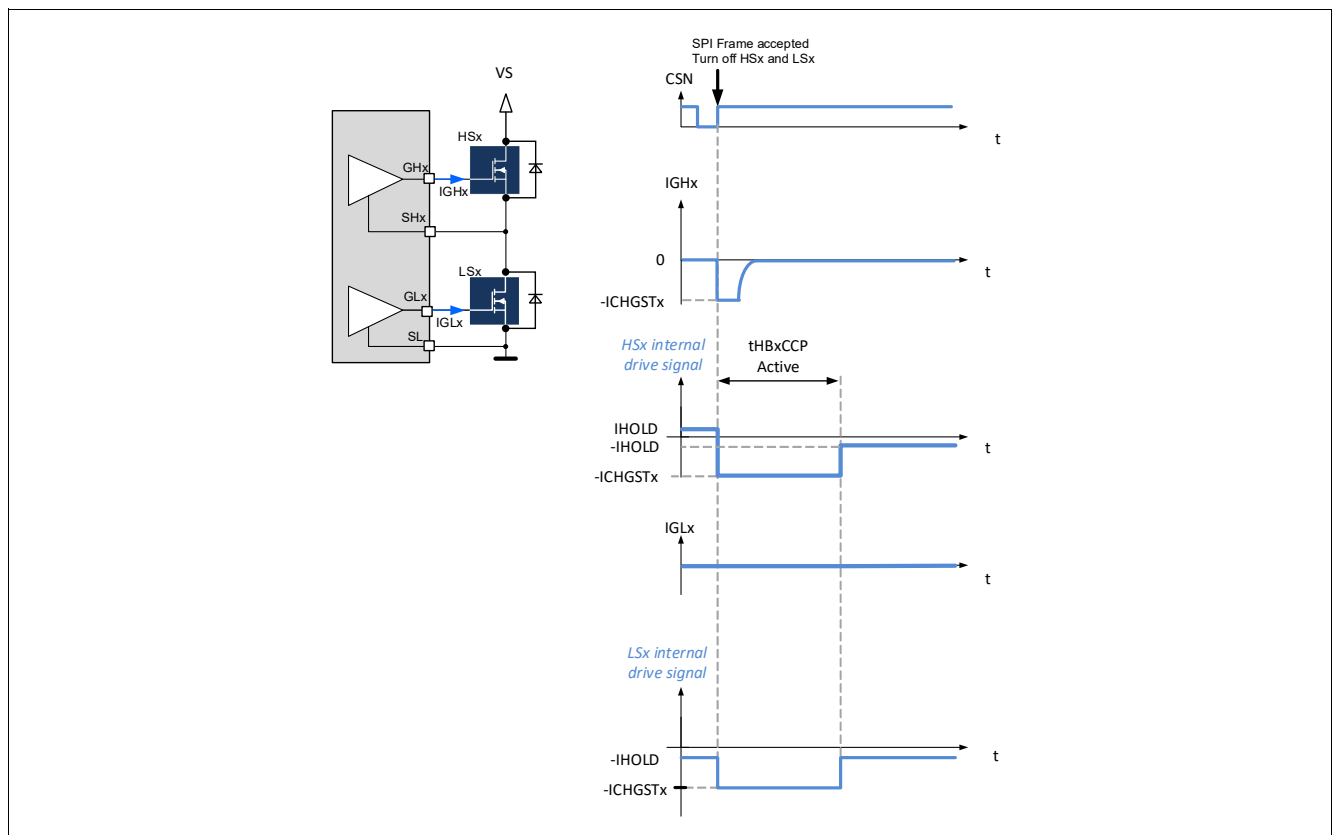 SPI Frame accepted
Turn off HSx and LSx
VS
CSN
t
HSx
GHx
IGHx
SHx
LSx
GLx
IGLx
SL
IGHx
0
t
-ICHGSTx
HSx internal
drive signal
tHBxCCP
Active
IHOLD
-IHOLD
t
-ICHGSTx
IGLx
t
LSx internal
drive signal
-IHOLD
t
-ICHGSTx